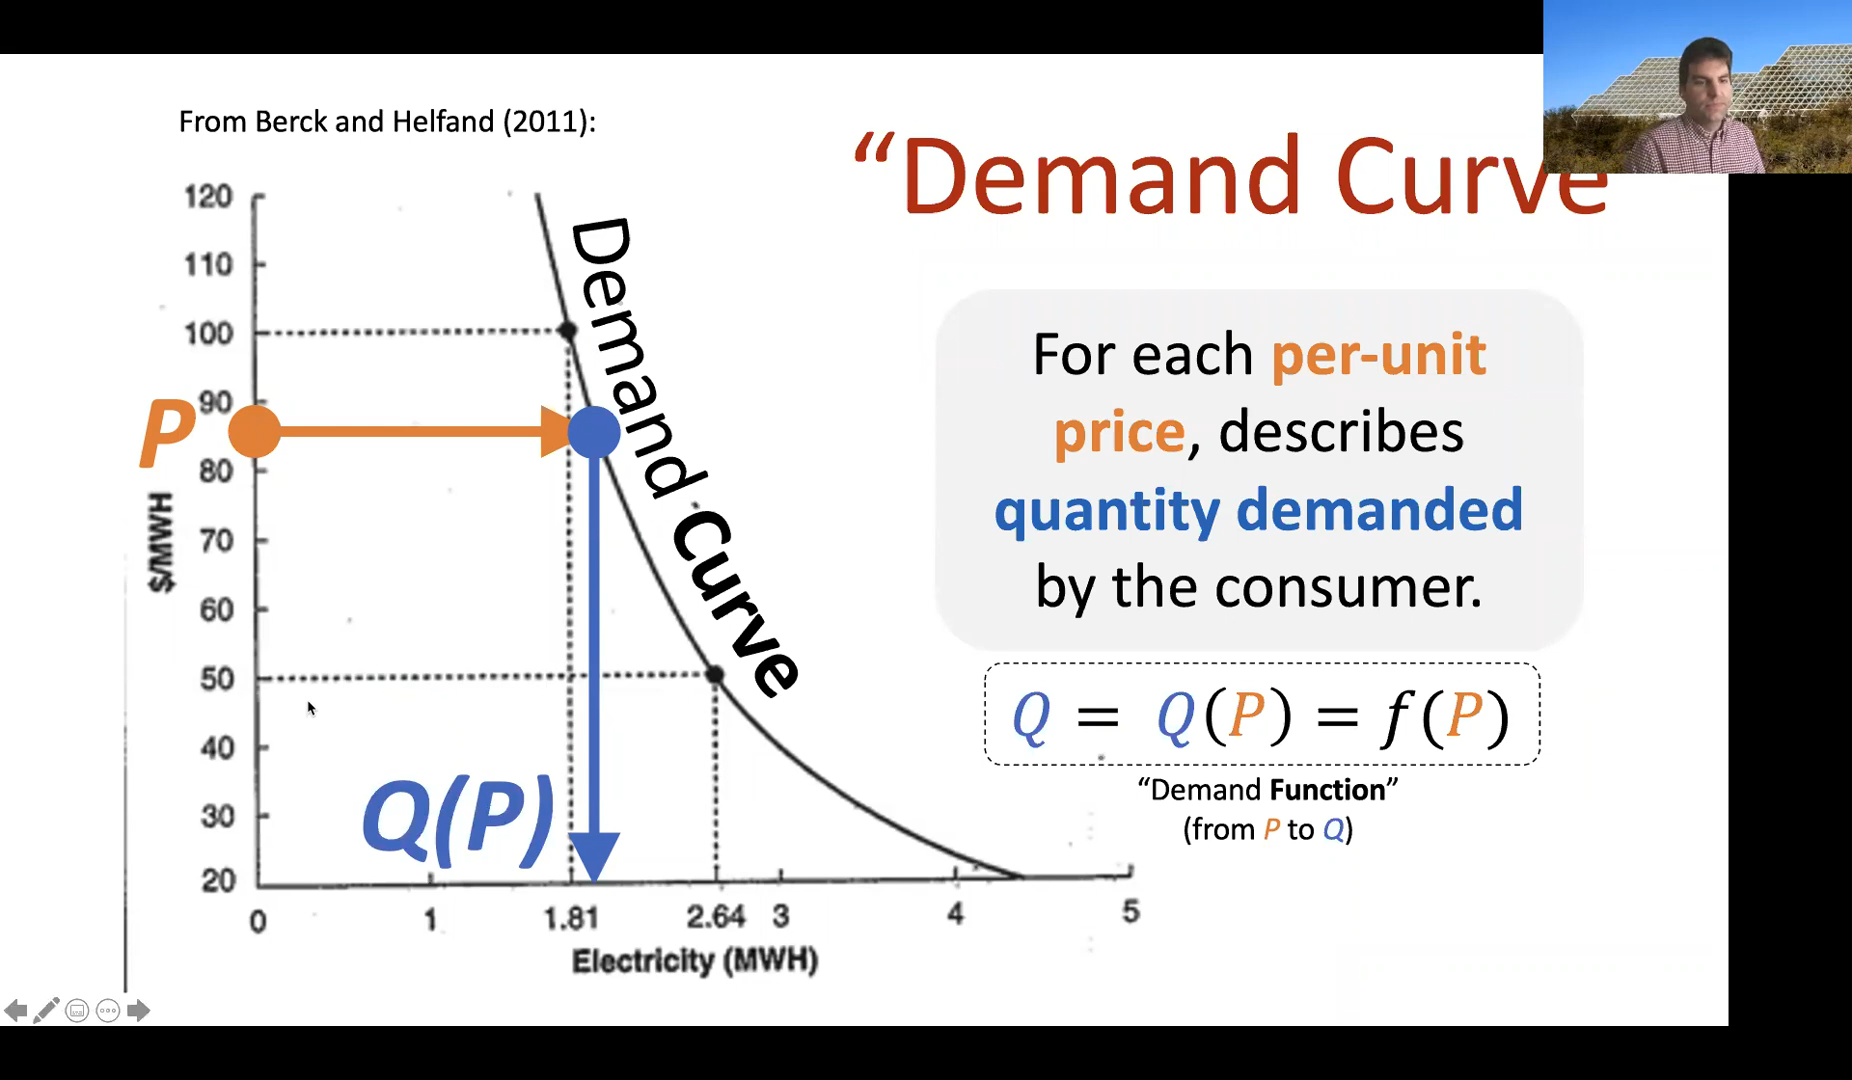 From Berck and Helfand (2011):
“Demand Curve
120
110
100
90
80
70
60
50
40
30
20
$/MWH
P
Demand Curve
Q(P)
0
1
1.81
2.64
3
4
5
Electricity (MWH)
For each per-unit
price, describes
quantity demanded
by the consumer.
Q = Q(P) = f(P)
“Demand Function”
(from P to Q)